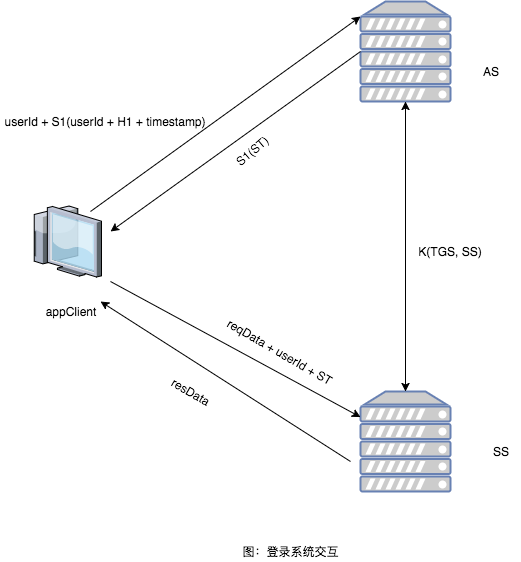 AS
userId + S1(userId + H1 + timestamp)
S1(ST)
K(TGS, SS)
appClient
reqData + userId + ST
resData
SS
图：登录系统交互